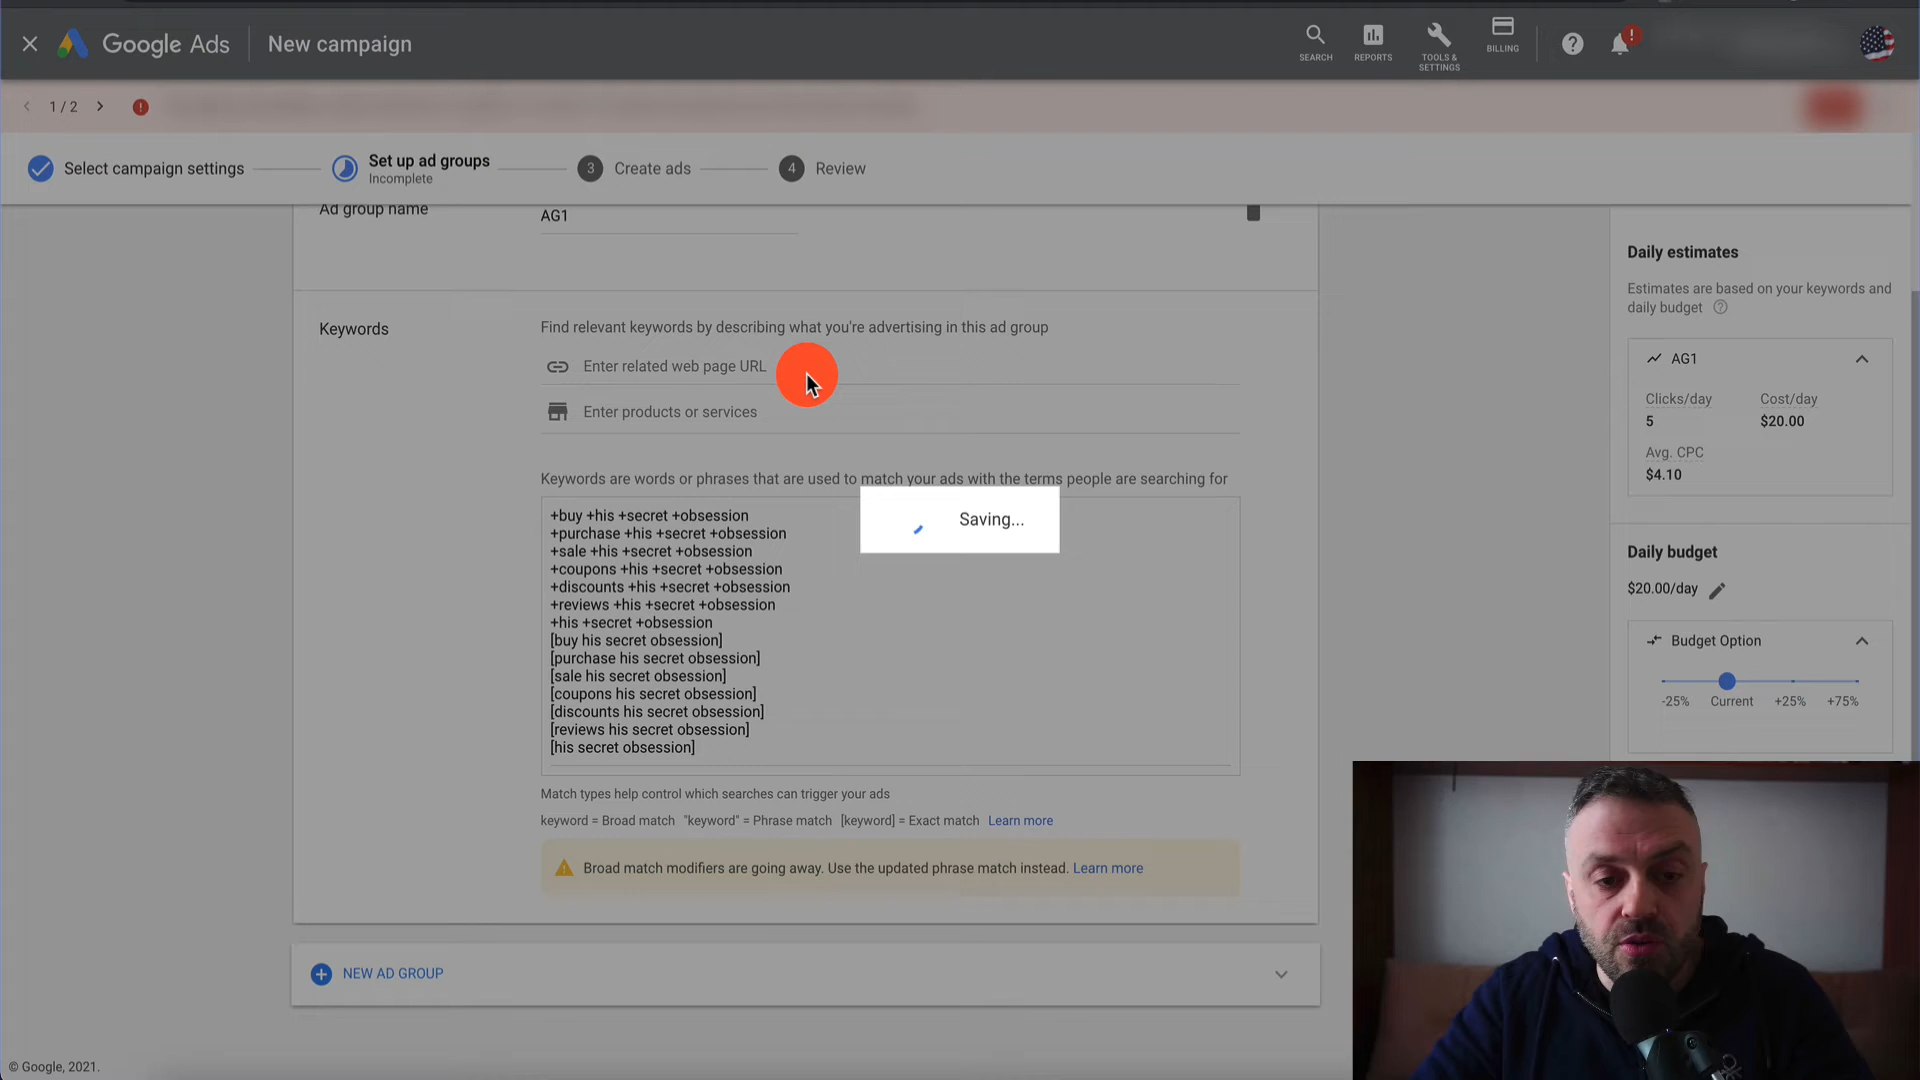 Google Ads
New campaign
SEARCH
REPORTS
TOOLS &
SETTINGS
BILLING
!
1 / 2
!
Select campaign settings
Set up ad groups
Incomplete
3
Create ads
4
Review
Ad group name
AG1
Keywords
Find relevant keywords by describing what you're advertising in this ad group
Enter related web page URL
Enter products or services
Keywords are words or phrases that are used to match your ads with the terms people are searching for
+buy +his +secret +obsession
+purchase +his +secret +obsession
+sale +his +secret +obsession
+coupons +his +secret +obsession
+discounts +his +secret +obsession
+reviews +his +secret +obsession
+his +secret +obsession
[buy his secret obsession]
[purchase his secret obsession]
[sale his secret obsession]
[coupons his secret obsession]
[discounts his secret obsession]
[reviews his secret obsession]
[his secret obsession]
Saving...
Match types help control which searches can trigger your ads
keyword = Broad match "keyword" = Phrase match [keyword] = Exact match Learn more
Broad match modifiers are going away. Use the updated phrase match instead. Learn more
NEW AD GROUP
Daily estimates
Estimates are based on your keywords and
daily budget
AG1
Clicks/day
Cost/day
5
$20.00
Avg. CPC
$4.10
Daily budget
$20.00/day
Budget Option
-25%
Current
+25%
+75%
© Google, 2021.